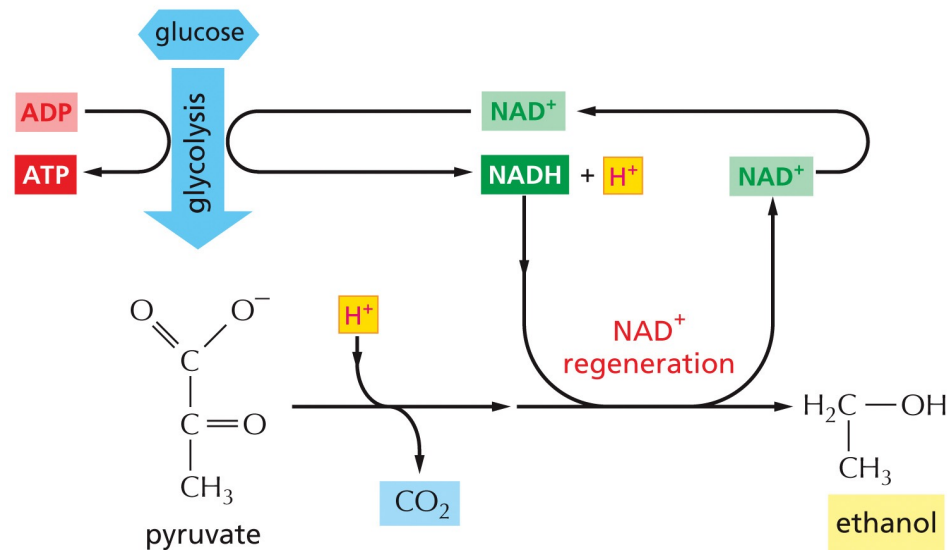 glucose
glycolysis
ADP
ATP
NAD⁺
NADH + H⁺
NAD⁺
NAD⁺
regeneration
H⁺
O
O⁻
C
C=O
CH₃
pyruvate
CO₂
H₂C—OH
CH₃
ethanol